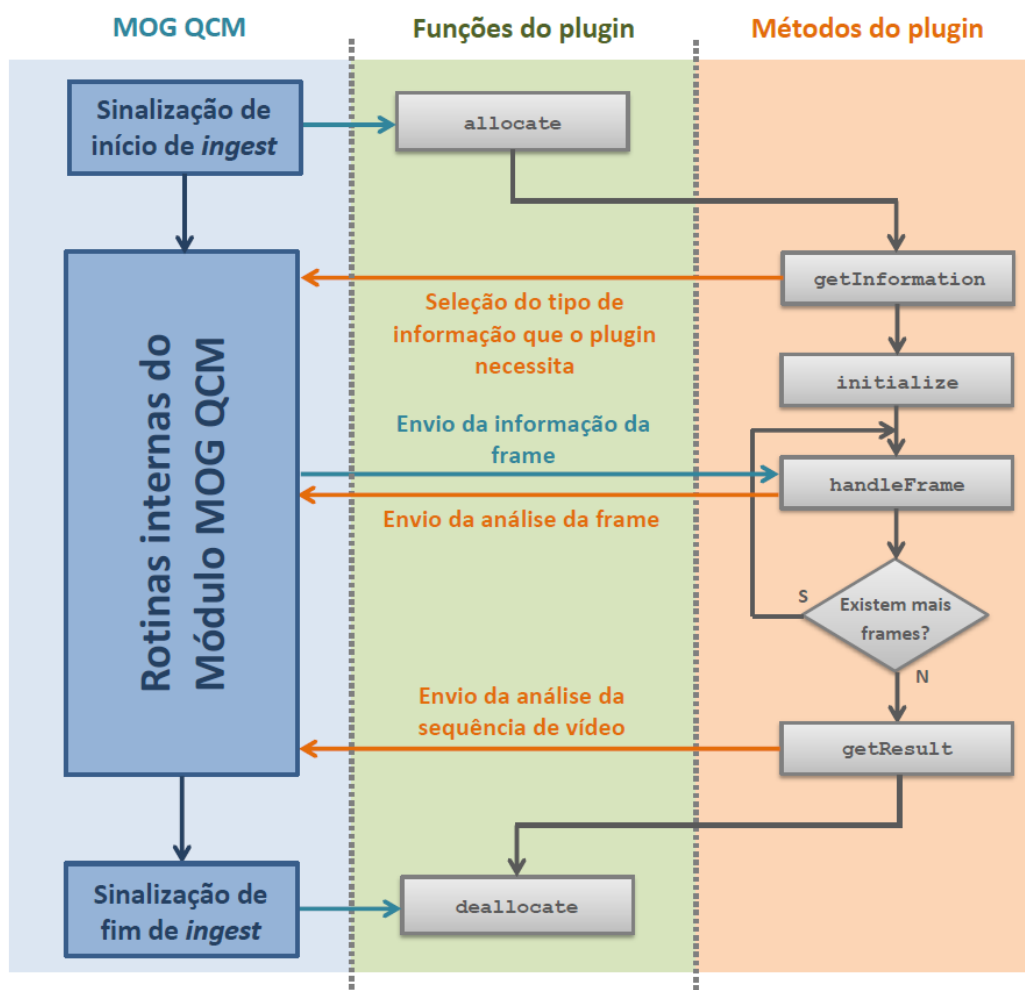 MOG QCM
Funções do plugin
Métodos do plugin
Sinalização de
início de ingest
allocate
getInformation
Seleção do tipo de
informação que o plugin
necessita
initialize
Envio da informação da
frame
Rotinas internas do
Módulo MOG QCM
handleFrame
Envio da análise da frame
S
Existem mais
frames?
N
Envio da análise da
sequência de vídeo
getResult
Sinalização de
fim de ingest
deallocate